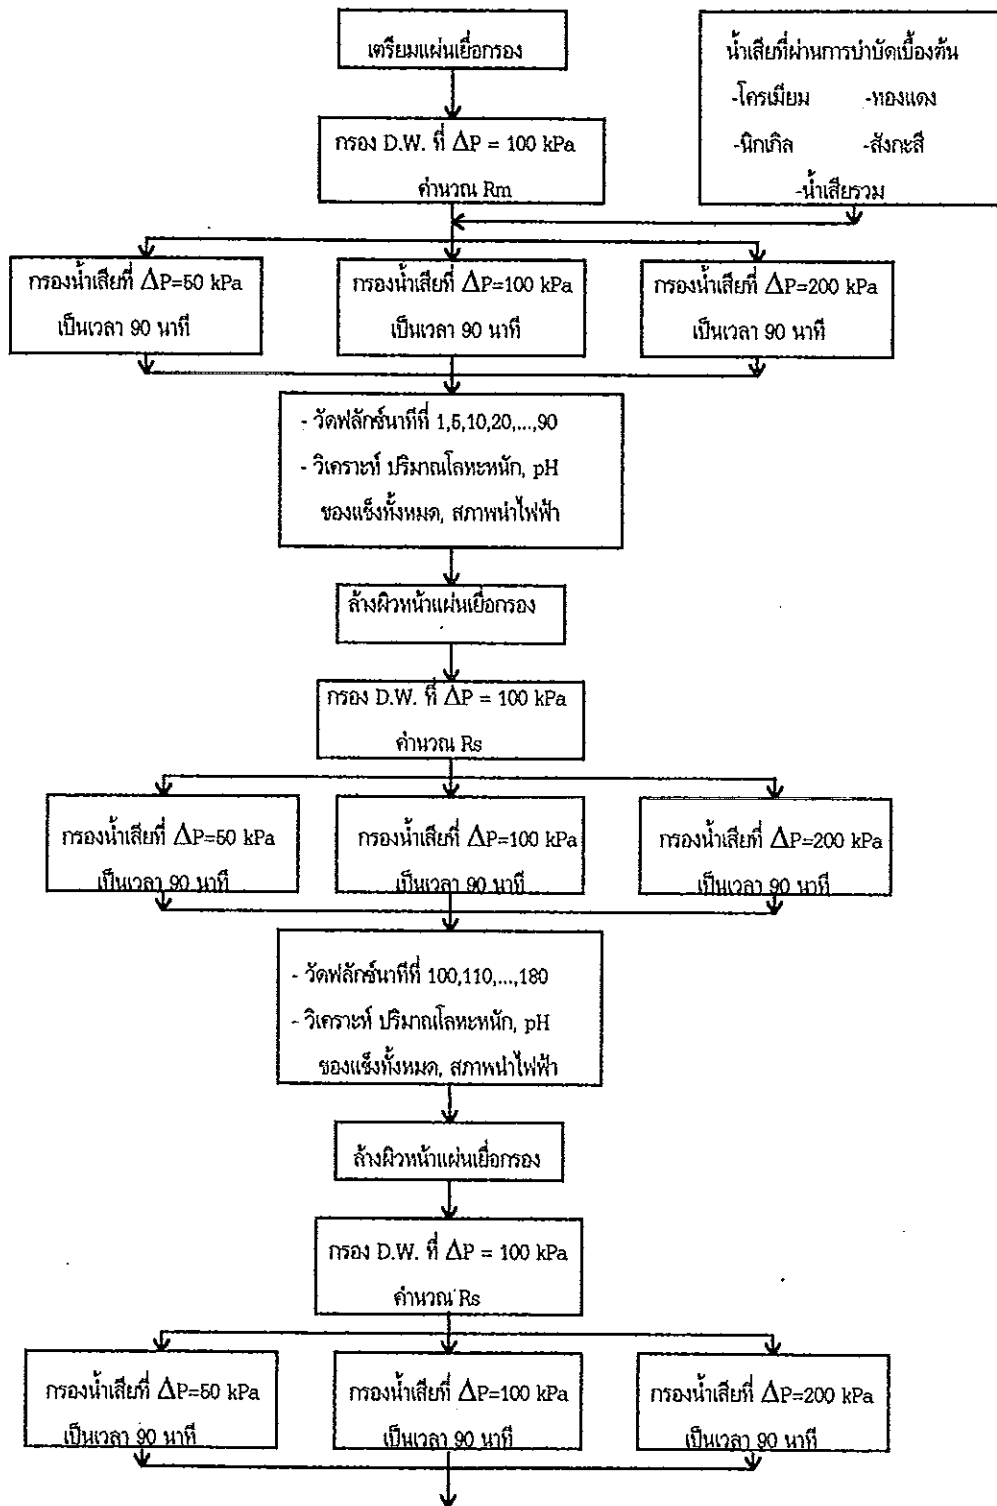 เตรียมแผ่นเยื่อกรอง
น้ำเสียที่ผ่านการบำบัดเบื้องต้น
-โครเมียม -ทองแดง
-นิกเกิล -สังกะสี
-น้ำเสียรวม
กรอง D.W. ที่ ΔP = 100 kPa
คำนวณ Rm
กรองน้ำเสียที่ ΔP=50 kPa
เป็นเวลา 90 นาที
กรองน้ำเสียที่ ΔP=100 kPa
เป็นเวลา 90 นาที
กรองน้ำเสียที่ ΔP=200 kPa
เป็นเวลา 90 นาที
- วัดฟลักซ์นาทีที่ 1,5,10,20,...,90
- วิเคราะห์ ปริมาณโลหะหนัก, pH
ของแข็งทั้งหมด, สภาพนำไฟฟ้า
ล้างผิวหน้าแผ่นเยื่อกรอง
กรอง D.W. ที่ ΔP = 100 kPa
คำนวณ Rs
กรองน้ำเสียที่ ΔP=50 kPa
เป็นเวลา 90 นาที
กรองน้ำเสียที่ ΔP=100 kPa
เป็นเวลา 90 นาที
กรองน้ำเสียที่ ΔP=200 kPa
เป็นเวลา 90 นาที
- วัดฟลักซ์นาทีที่ 100,110,...,180
- วิเคราะห์ ปริมาณโลหะหนัก, pH
ของแข็งทั้งหมด, สภาพนำไฟฟ้า
ล้างผิวหน้าแผ่นเยื่อกรอง
กรอง D.W. ที่ ΔP = 100 kPa
คำนวณ Rs
กรองน้ำเสียที่ ΔP=50 kPa
เป็นเวลา 90 นาที
กรองน้ำเสียที่ ΔP=100 kPa
เป็นเวลา 90 นาที
กรองน้ำเสียที่ ΔP=200 kPa
เป็นเวลา 90 นาที